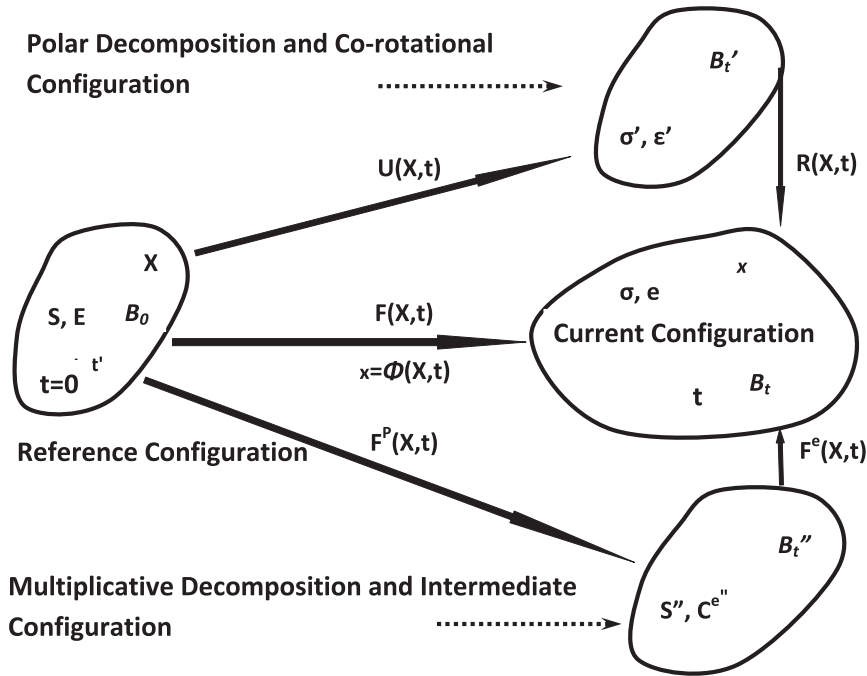 Polar Decomposition and Co-rotational
Configuration
Bt′
σ′, ε′
U(X,t)
R(X,t)
X
S, E
B0
t'
t=0
F(X,t)
x=Φ(X,t)
x
σ, e
Current Configuration
t
Bt
Reference Configuration
F^P(X,t)
F^e(X,t)
Bt″
Multiplicative Decomposition and Intermediate
Configuration
S″, C^e"